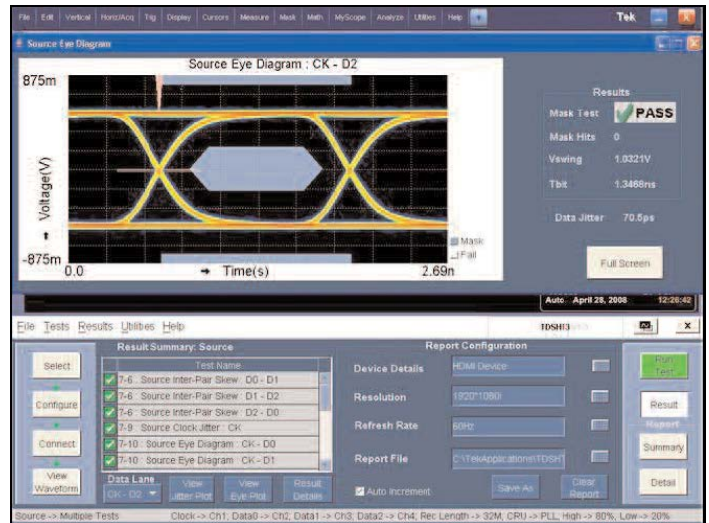 File Edit Vertical Horiz/Acq Trig Display Cursors Measure Mask Math MyScope Analyze Utilities Help Tek
Source Eye Diagram
Source Eye Diagram : CK - D2
875m
Voltage(V)
-875m
0.0
Time(s)
2.69n
Mask
Fail
Results
Mask Test PASS
Mask Hits 0
Vswing 1.0321V
Tbit 1.3468ns
Data Jitter 70.5ps
Full Screen
Auto April 28, 2008 12:26:42
File Tests Results Utilities Help TDSHT3 x
Select
Configure
Connect
View Waveform
Result Summary: Source
Test Name
7-6 : Source Inter-Pair Skew : D0 - D1
7-6 : Source Inter-Pair Skew : D1 - D2
7-6 : Source Inter-Pair Skew : D2 - D0
7-9 : Source Clock Jitter : CK
7-10 : Source Eye Diagram : CK - D0
7-10 : Source Eye Diagram : CK - D1
Data Lane
CK - D2
View Jitter Plot
View Eye Plot
Result Details
Report Configuration
Device Details HDMI Device
Resolution 1920*1080i
Refresh Rate 60Hz
Report File C:\TekApplications\TDSHT
Auto Increment
Save As
Clear Report
Run Test
Result
Report
Summary
Detail
Source -> Multiple Tests Clock -> Ch1, Data0 -> Ch2, Data1 -> Ch3, Data2 -> Ch4, Rec Length -> 32M, CRU -> PLL, High -> 80%, Low -> 20%